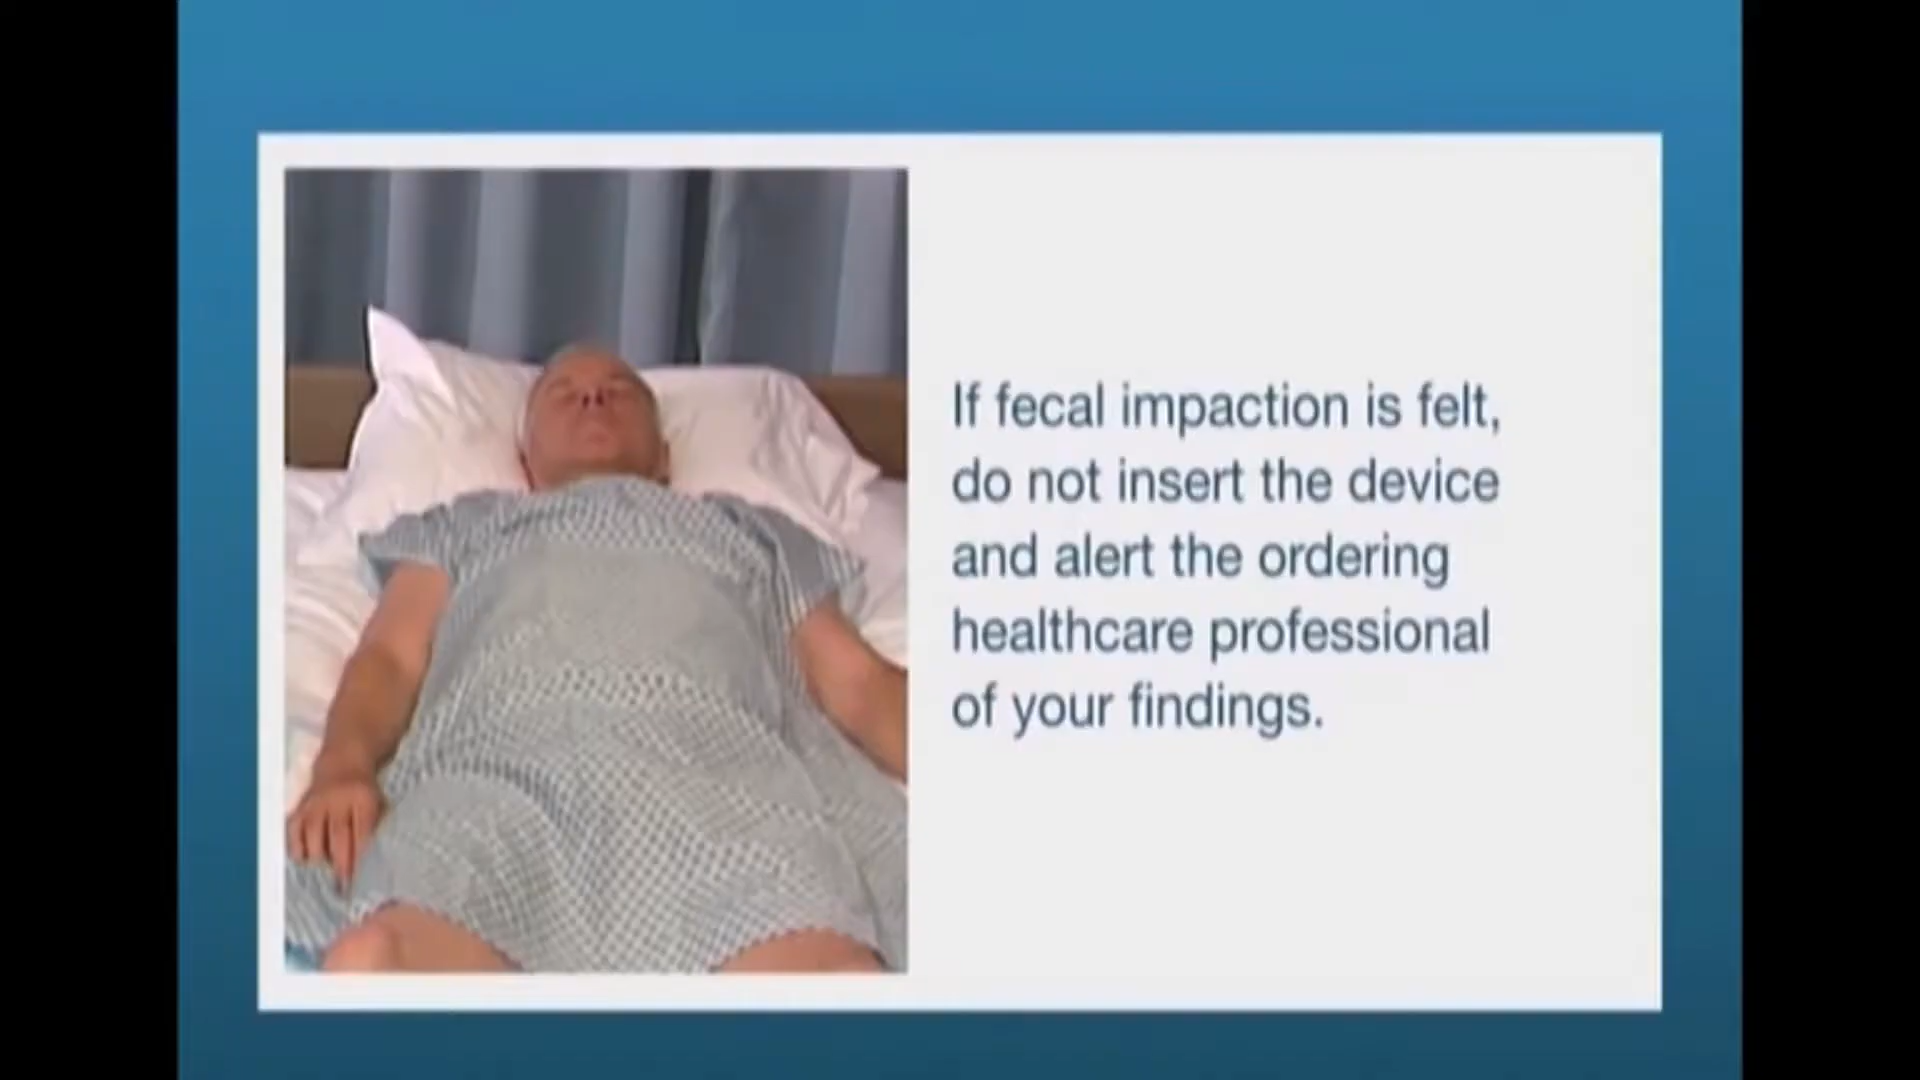 If fecal impaction is felt,
do not insert the device
and alert the ordering
healthcare professional
of your findings.